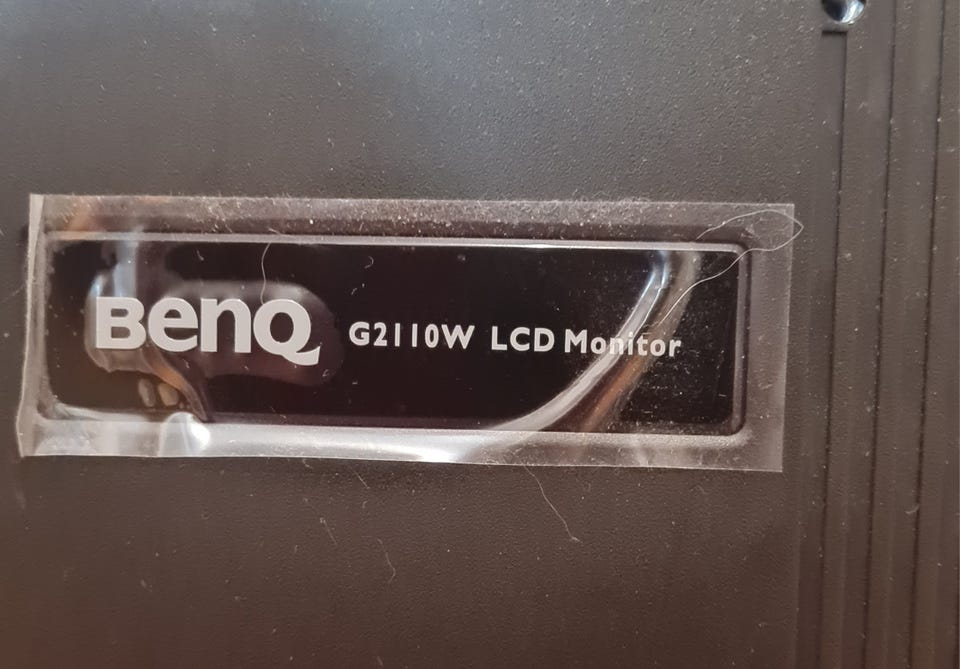 BenQ G2110W LCD Monitor